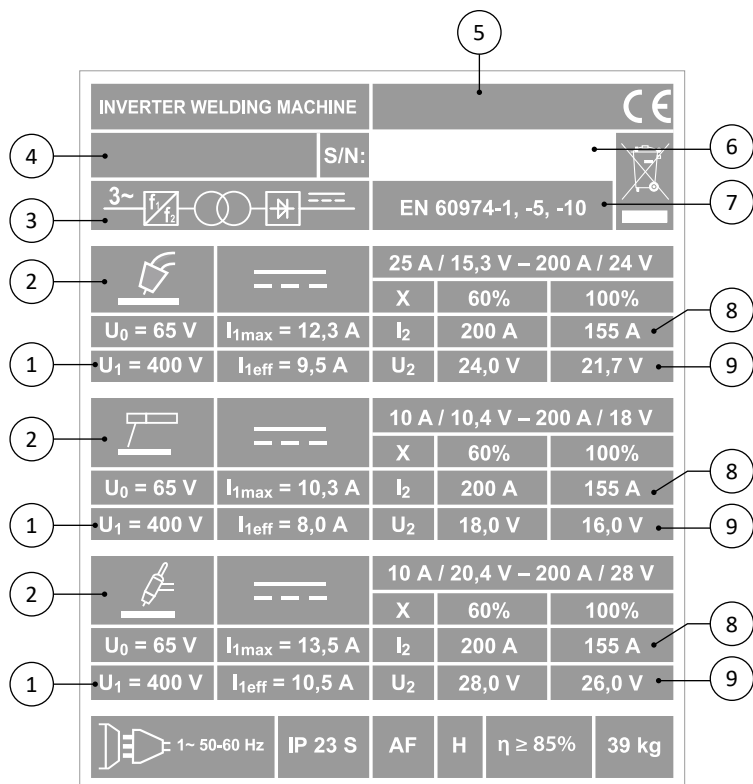 5
INVERTER WELDING MACHINE CE
4 S/N: 6
3 3~ f1/f2 EN 60974-1, -5, -10 7
2 25 A / 15,3 V – 200 A / 24 V
X 60% 100%
U0 = 65 V I1max = 12,3 A I2 200 A 155 A 8
1 U1 = 400 V I1eff = 9,5 A U2 24,0 V 21,7 V 9
2 10 A / 10,4 V – 200 A / 18 V
X 60% 100%
U0 = 65 V I1max = 10,3 A I2 200 A 155 A 8
1 U1 = 400 V I1eff = 8,0 A U2 18,0 V 16,0 V 9
2 10 A / 20,4 V – 200 A / 28 V
X 60% 100%
U0 = 65 V I1max = 13,5 A I2 200 A 155 A 8
1 U1 = 400 V I1eff = 10,5 A U2 28,0 V 26,0 V 9
1~ 50-60 Hz IP 23 S AF H η ≥ 85% 39 kg